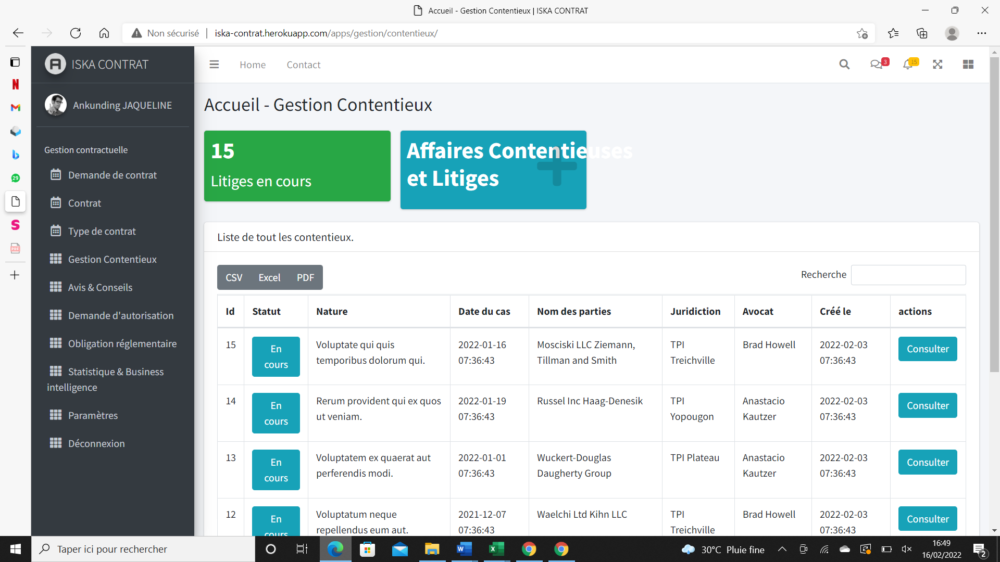 Accueil - Gestion Contentieux | ISKA CONTRAT
Non sécurisé | iska-contrat.herokuapp.com/apps/gestion/contentieux/
ISKA CONTRAT
Home
Contact
3
15
Ankunding JAQUELINE
Gestion contractuelle
Demande de contrat
Contrat
Type de contrat
Gestion Contentieux
Avis & Conseils
Demande d'autorisation
Obligation réglementaire
Statistique & Business
intelligence
Paramètres
Déconnexion
29
PDF
Accueil - Gestion Contentieux
15
Litiges en cours
Affaires Contentieuses
et Litiges
Liste de tout les contentieux.
CSV Excel PDF
Recherche
Id Statut Nature Date du cas Nom des parties Juridiction Avocat Créé le actions
15 En Voluptate qui quis 2022-01-16 Mosciski LLC Ziemann, TPI Brad Howell 2022-02-03 Consulter
cours temporibus dolorum qui. 07:36:43 Tillman and Smith Treichville 07:36:43
14 En Rerum provident qui ex quos 2022-01-19 Russel Inc Haag-Denesik TPI Anastacio 2022-02-03 Consulter
cours ut veniam. 07:36:43 Yopougon Kautzer 07:36:43
13 En Voluptatem ex quaerat aut 2022-01-01 Wuckert-Douglas TPI Plateau Anastacio 2022-02-03 Consulter
cours perferendis modi. 07:36:43 Daugherty Group Kautzer 07:36:43
12 En Voluptatum neque 2021-12-07 Waelchi Ltd Kihn LLC TPI Brad Howell 2022-02-03 Consulter
cours repellendus eum aut. 07:36:43 Treichville 07:36:43
Taper ici pour rechercher
30°C Pluie fine
16:49
16/02/2022
2